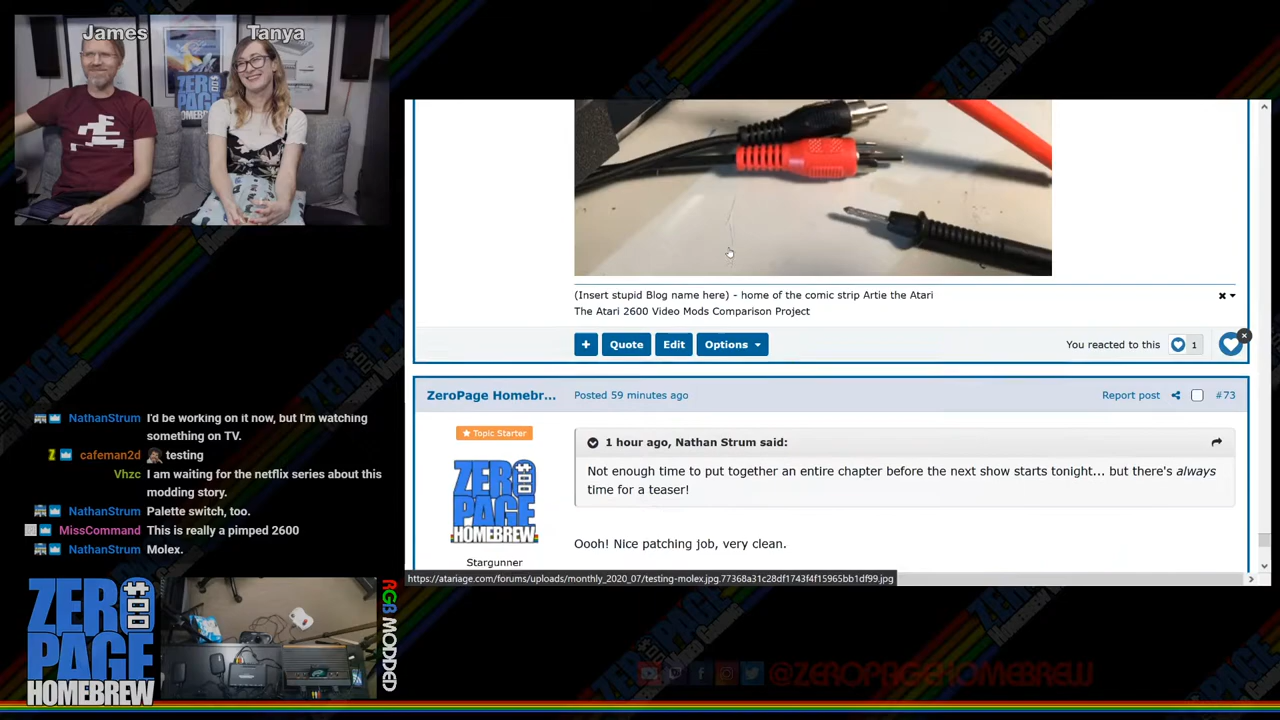 James
Tanya
ZERO
PAGE
HOMEBREW
(Insert stupid Blog name here) - home of the comic strip Artie the Atari
The Atari 2600 Video Mods Comparison Project
+ Quote Edit Options
You reacted to this 1
ZeroPage Homebr...
Posted 59 minutes ago
Report post
#73
Topic Starter
ZERO
PAGE
HOMEBREW
Stargunner
1 hour ago, Nathan Strum said:
Not enough time to put together an entire chapter before the next show starts tonight... but there's always
time for a teaser!
Oooh! Nice patching job, very clean.
https://atariage.com/forums/uploads/monthly_2020_07/testing-molex.jpg.77368a31c28df1743f4f15965bb1df99.jpg
NathanStrum I'd be working on it now, but I'm watching
something on TV.
cafeman2d testing
Vhzc I am waiting for the netflix series about this
modding story.
NathanStrum Palette switch, too.
MissCommand This is really a pimped 2600
NathanStrum Molex.
ZERO
PAGE
HOMEBREW
RGB MODDED